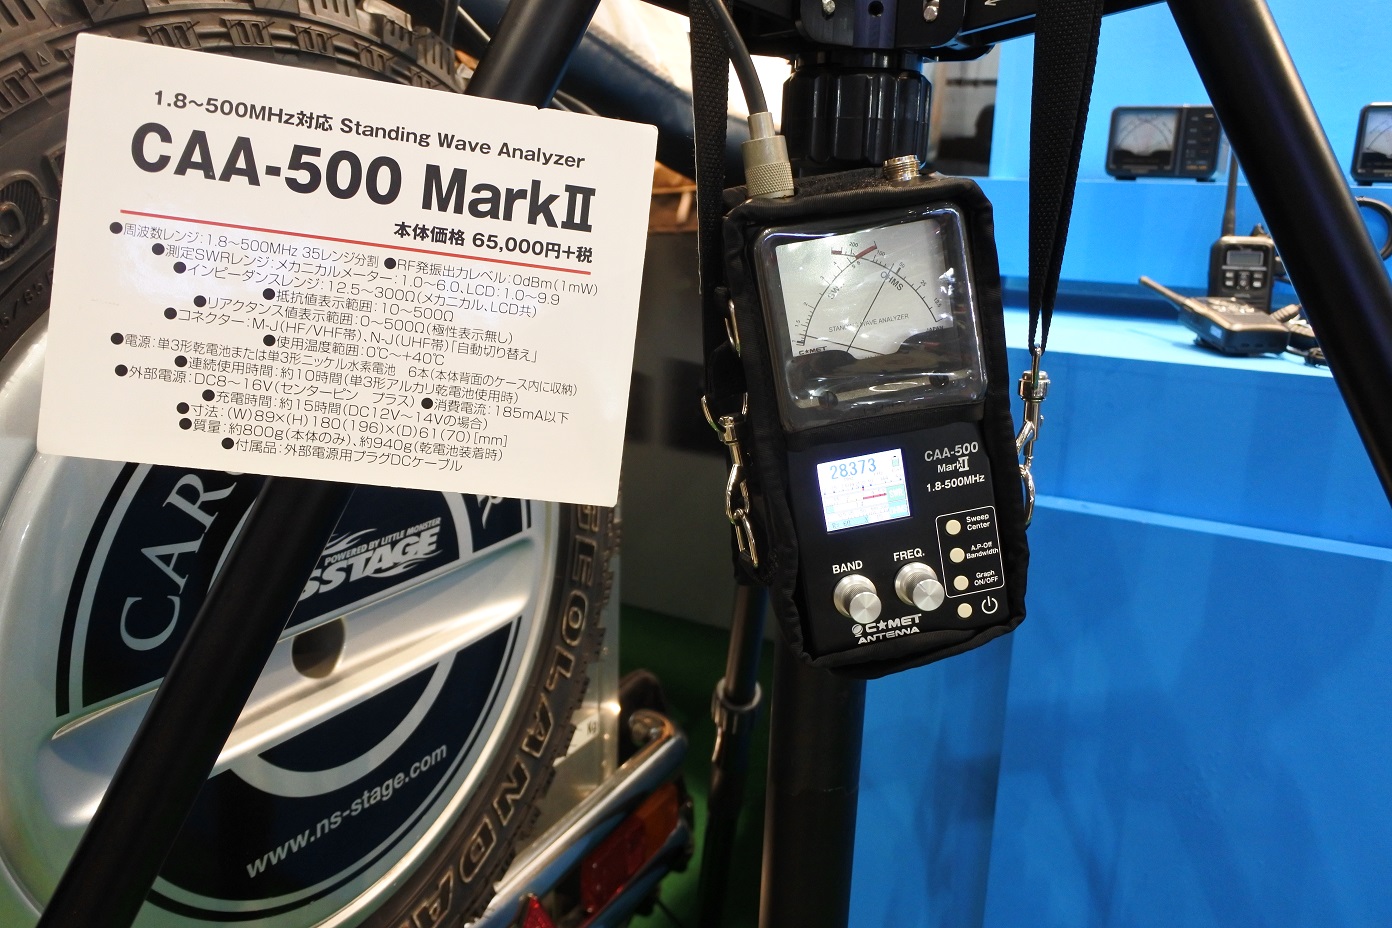 1.8～500MHz対応 Standing Wave Analyzer
CAA-500 MarkⅡ
本体価格 65,000円+税
●周波数レンジ:1.8～500MHz 35レンジ分割 ●RF発振出力レベル:0dBm(1mW)
●測定SWRレンジ:メカニカルメーター:1.0～6.0、LCD:1.0～9.9
●インピーダンスレンジ:12.5～300Ω(メカニカル、LCD共)
●抵抗値表示範囲:10～500Ω
●リアクタンス値表示範囲:0～500Ω(極性表示無し)
●コネクター:M-J(HF/VHF帯)、N-J(UHF帯)「自動切り替え」
●使用温度範囲:0℃～+40℃
●電源:単3形乾電池または単3形ニッケル水素電池 6本(本体背面のケース内に収納)
●連続使用時間:約10時間(単3形アルカリ乾電池使用時)
●外部電源:DC8～16V(センターピン プラス) ●消費電流:185mA以下
●充電時間:約15時間(DC12V～14Vの場合)
●寸法:(W)89×(H)180(196)×(D)61(70)[mm]
●質量:約800g(本体のみ)、約940g(乾電池装着時)
●付属品:外部電源用プラグDCケーブル
SWR
OHMS
STANDING WAVE ANALYZER
COMET
JAPAN
28373
CAA-500
MarkⅡ
1.8-500MHz
Sweep
Center
A.P-Off
Bandwidth
Graph
ON/OFF
BAND
FREQ.
C★MET
ANTENNA
CAR
POWERED BY LITTLE MONSTER
SSTAGE
www.ns-stage.com
GEOLANDA